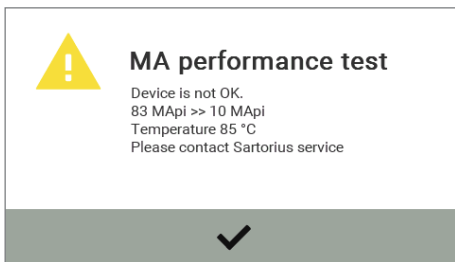 MA performance test
Device is not OK.
83 MApi >> 10 MApi
Temperature 85 °C
Please contact Sartorius service